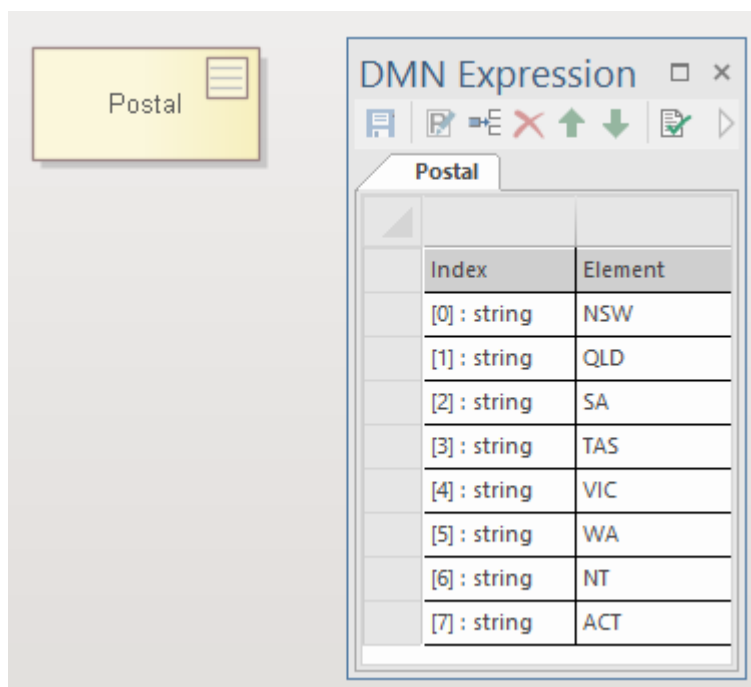 Postal
DMN Expression
Postal
Index Element
[0] : string NSW
[1] : string QLD
[2] : string SA
[3] : string TAS
[4] : string VIC
[5] : string WA
[6] : string NT
[7] : string ACT